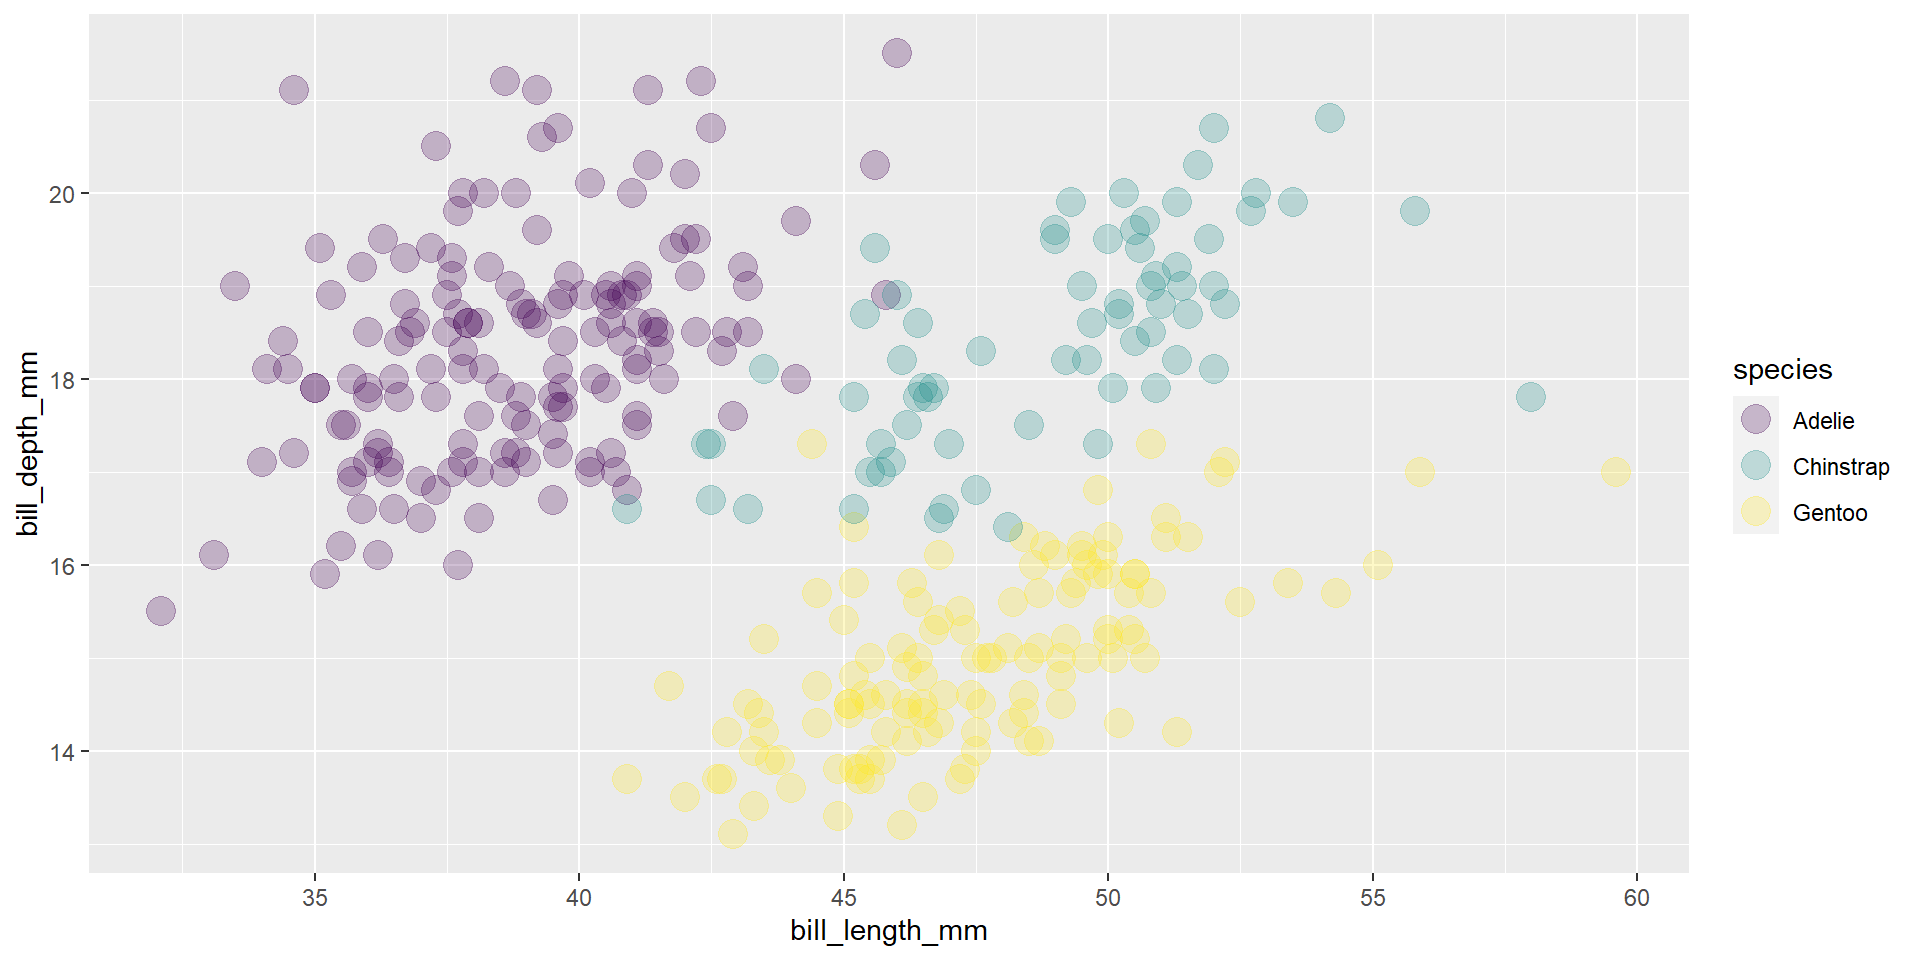 20
18
16
14
bill_depth_mm
35 40 45 50 55 60
bill_length_mm
species
Adelie
Chinstrap
Gentoo